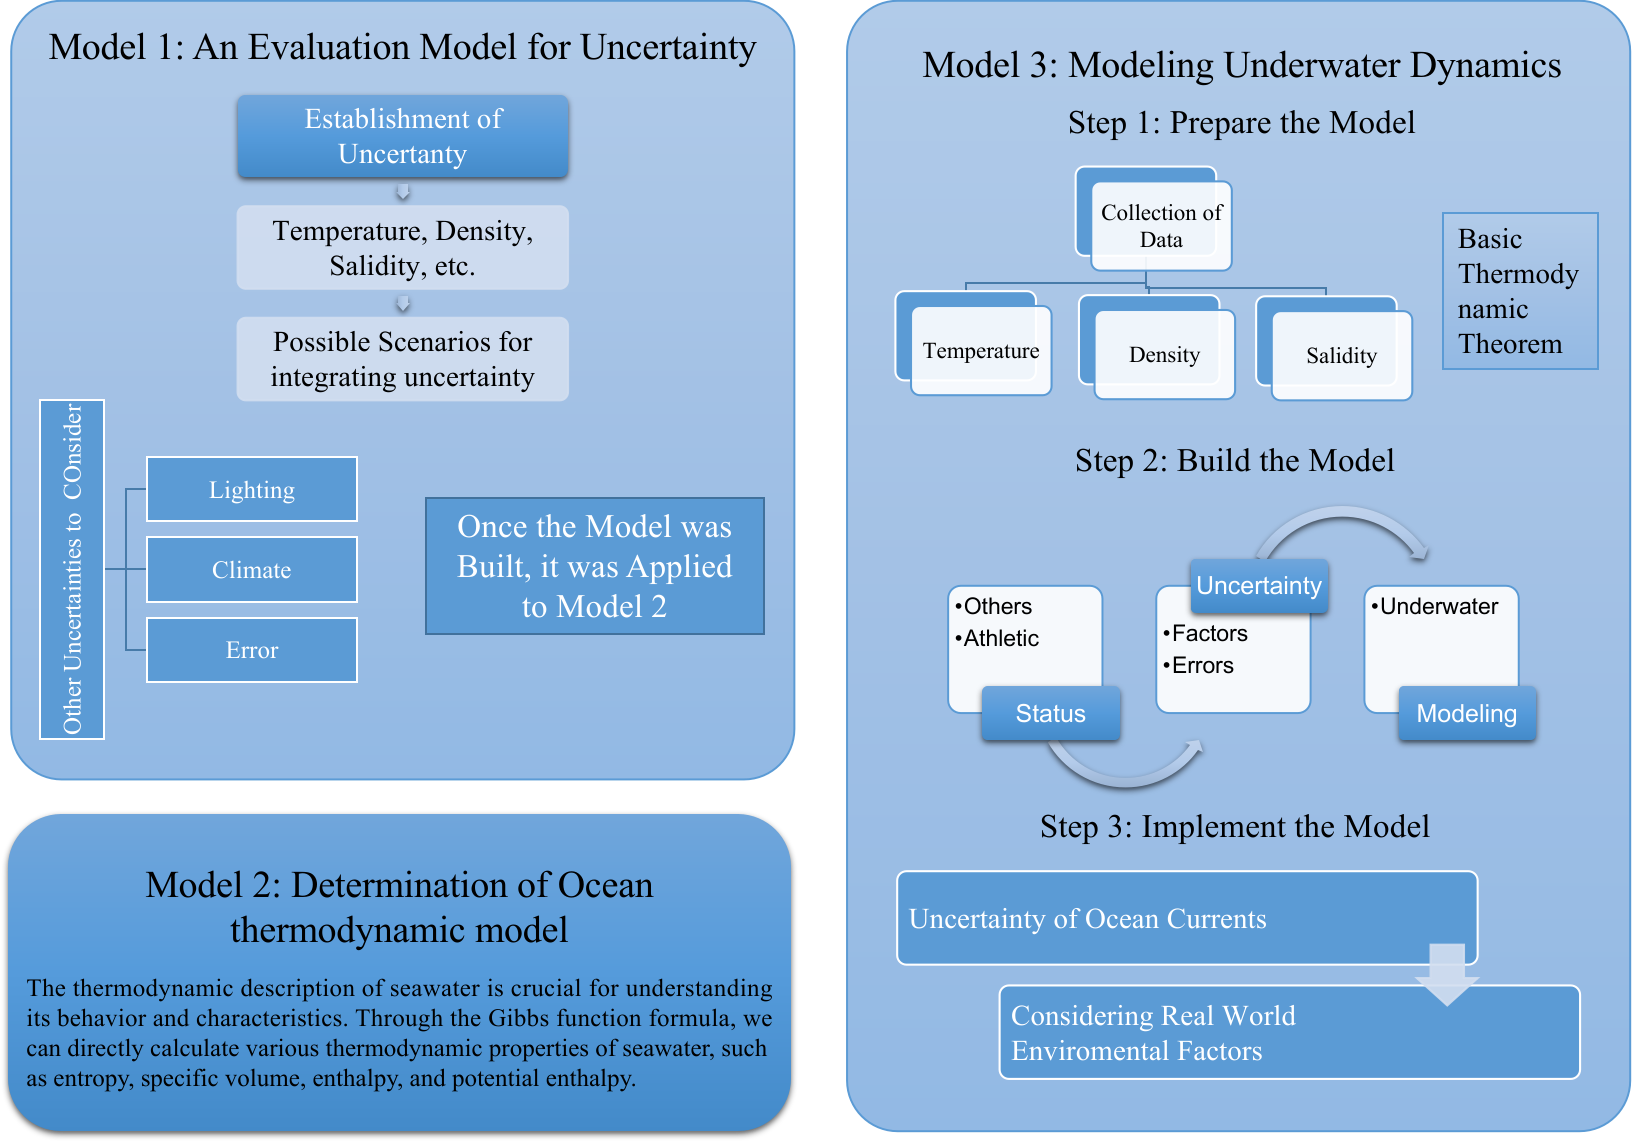 Model 1: An Evaluation Model for Uncertainty
Establishment of
Uncertanty
Temperature, Density,
Salidity, etc.
Possible Scenarios for
integrating uncertainty
Other Uncertainties to COnsider
Lighting
Climate
Error
Once the Model was
Built, it was Applied
to Model 2
Model 2: Determination of Ocean
thermodynamic model
The thermodynamic description of seawater is crucial for understanding
its behavior and characteristics. Through the Gibbs function formula, we
can directly calculate various thermodynamic properties of seawater, such
as entropy, specific volume, enthalpy, and potential enthalpy.
Model 3: Modeling Underwater Dynamics
Step 1: Prepare the Model
Collection of
Data
Temperature
Density
Salidity
Basic
Thermody
namic
Theorem
Step 2: Build the Model
•Others
•Athletic
Status
Uncertainty
•Factors
•Errors
•Underwater
Modeling
Step 3: Implement the Model
Uncertainty of Ocean Currents
Considering Real World
Enviromental Factors